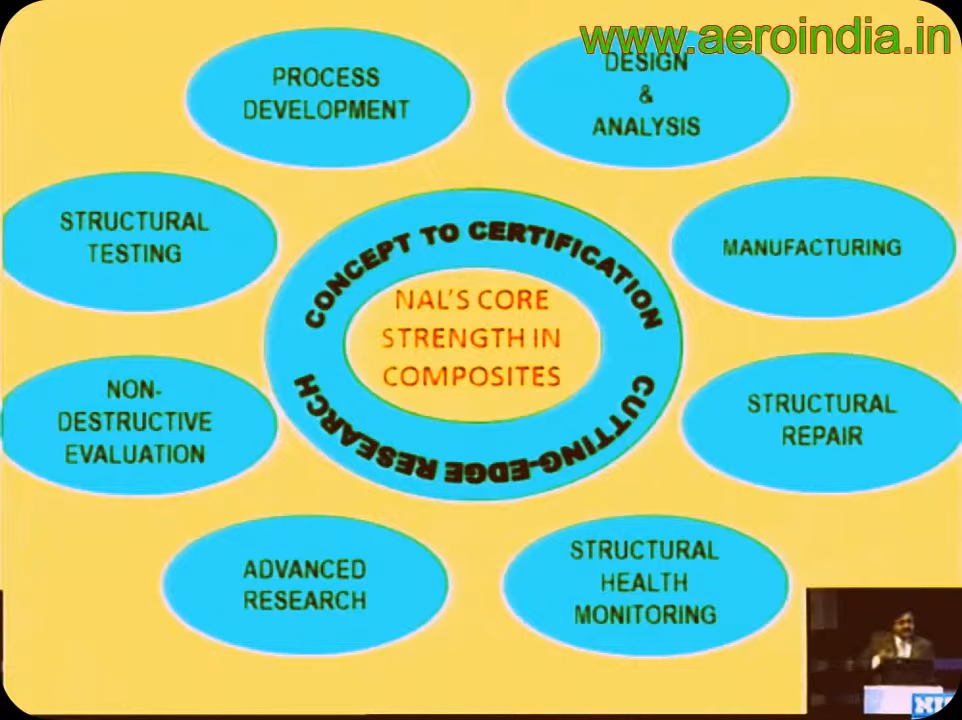 www.aeroindia.in
PROCESS
DEVELOPMENT
DESIGN
&
ANALYSIS
STRUCTURAL
TESTING
MANUFACTURING
CONCEPT TO CERTIFICATION
NAL'S CORE
STRENGTH IN
COMPOSITES
CUTTING-EDGE RESEARCH
NON-
DESTRUCTIVE
EVALUATION
STRUCTURAL
REPAIR
ADVANCED
RESEARCH
STRUCTURAL
HEALTH
MONITORING